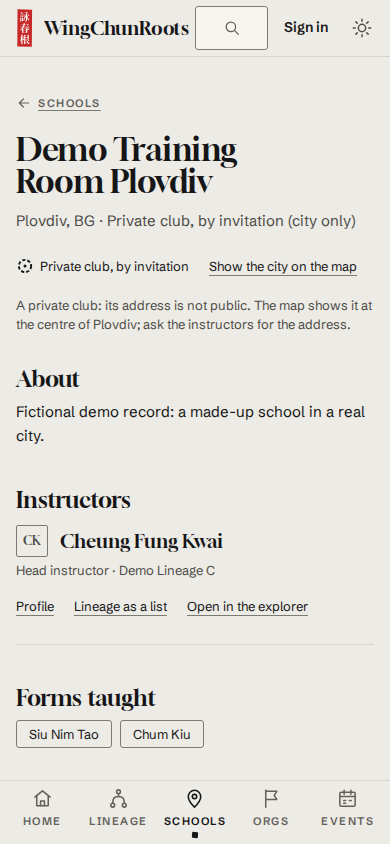 詠春根
WingChunRoots
Sign in
SCHOOLS
Demo Training
Room Plovdiv
Plovdiv, BG · Private club, by invitation (city only)
Private club, by invitation
Show the city on the map
A private club: its address is not public. The map shows it at
the centre of Plovdiv; ask the instructors for the address.
About
Fictional demo record: a made-up school in a real
city.
Instructors
CK
Cheung Fung Kwai
Head instructor · Demo Lineage C
Profile
Lineage as a list
Open in the explorer
Forms taught
Siu Nim Tao
Chum Kiu
HOME
LINEAGE
SCHOOLS
ORGS
EVENTS